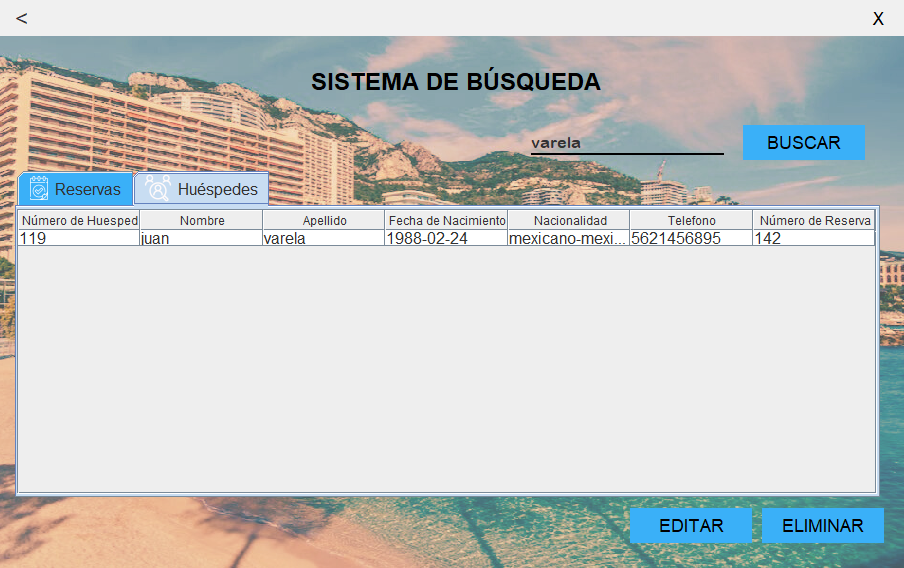 < X
SISTEMA DE BÚSQUEDA
varela BUSCAR
Reservas Huéspedes
Número de Huesped Nombre Apellido Fecha de Nacimiento Nacionalidad Telefono Número de Reserva
119 juan varela 1988-02-24 mexicano-mexi... 5621456895 142
EDITAR ELIMINAR